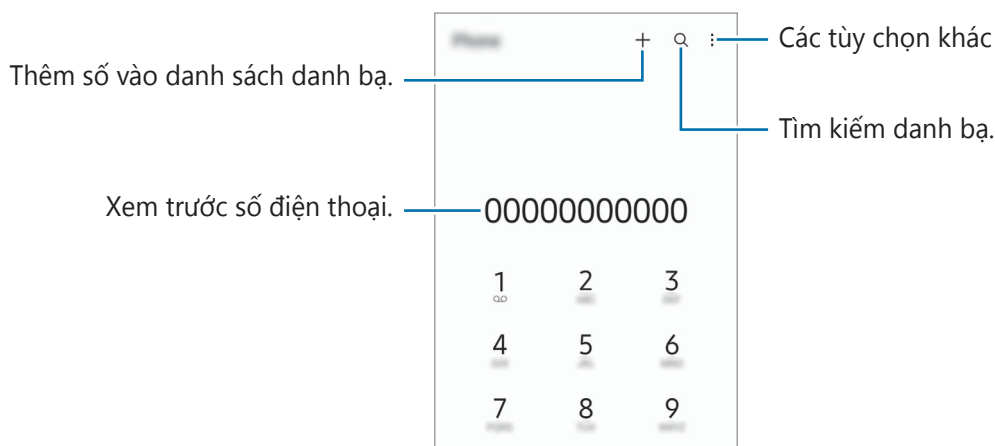 Các tùy chọn khác
Thêm số vào danh sách danh bạ.
Tìm kiếm danh bạ.
Xem trước số điện thoại.
00000000000
1 2 3
4 5 6
7 8 9